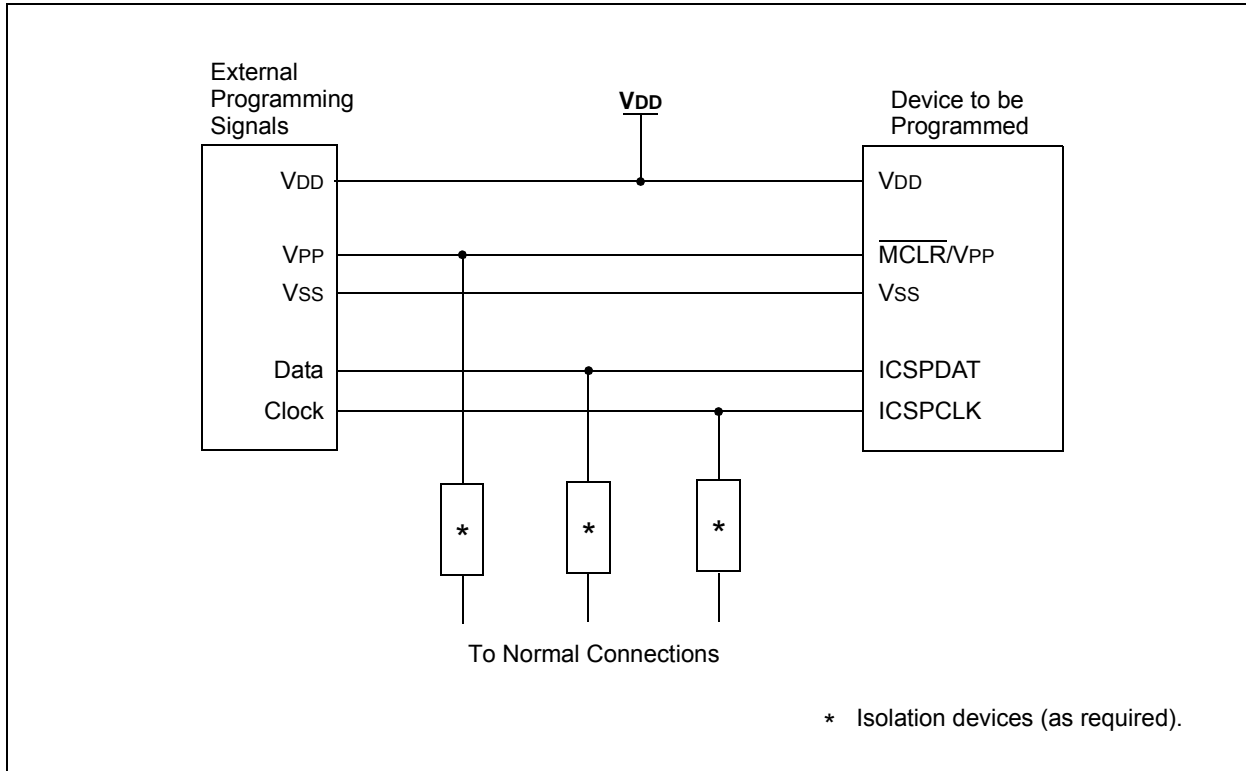 External
Programming
Signals
VDD
Device to be
Programmed
VDD
VDD
VPP
MCLR/VPP
VSS
VSS
Data
ICSPDAT
Clock
ICSPCLK
*
*
*
To Normal Connections
* Isolation devices (as required).